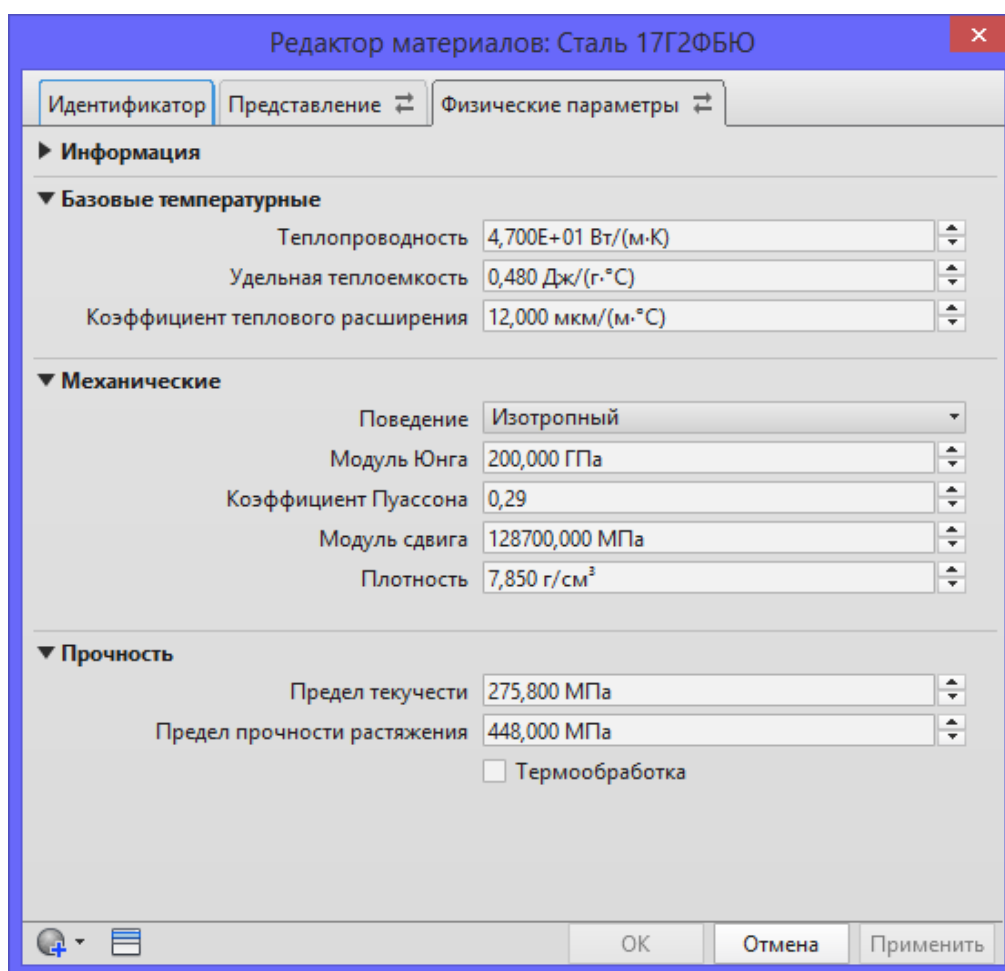 Редактор материалов: Сталь 17Г2ФБЮ
Идентификатор Представление Физические параметры
Информация
Базовые температурные
Теплопроводность 4,700E+01 Вт/(м·К)
Удельная теплоемкость 0,480 Дж/(г·°C)
Коэффициент теплового расширения 12,000 мкм/(м·°C)
Механические
Поведение Изотропный
Модуль Юнга 200,000 ГПа
Коэффициент Пуассона 0,29
Модуль сдвига 128700,000 МПа
Плотность 7,850 г/см³
Прочность
Предел текучести 275,800 МПа
Предел прочности растяжения 448,000 МПа
Термообработка
ОК Отмена Применить